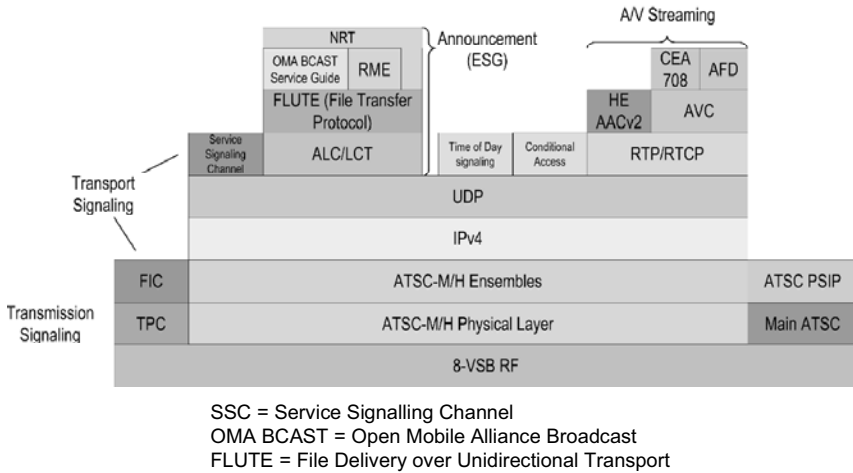 A/V Streaming
NRT
Announcement
(ESG)
OMA BCAST
Service Guide
RME
CEA
708
AFD
FLUTE (File Transfer
Protocol)
HE
AACv2
AVC
Service
Signaling
Channel
ALC/LCT
Time of Day
signaling
Conditional
Access
RTP/RTCP
Transport
Signaling
UDP
IPv4
FIC
ATSC-M/H Ensembles
ATSC PSIP
Transmission
Signaling
TPC
ATSC-M/H Physical Layer
Main ATSC
8-VSB RF
SSC = Service Signalling Channel
OMA BCAST = Open Mobile Alliance Broadcast
FLUTE = File Delivery over Unidirectional Transport